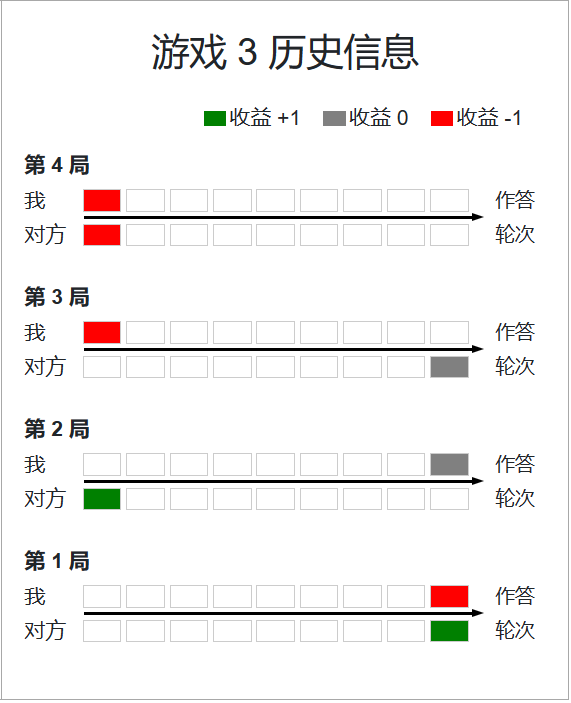 游戏 3 历史信息
收益 +1 收益 0 收益 -1
第 4 局
我 作答
对方 轮次
第 3 局
我 作答
对方 轮次
第 2 局
我 作答
对方 轮次
第 1 局
我 作答
对方 轮次